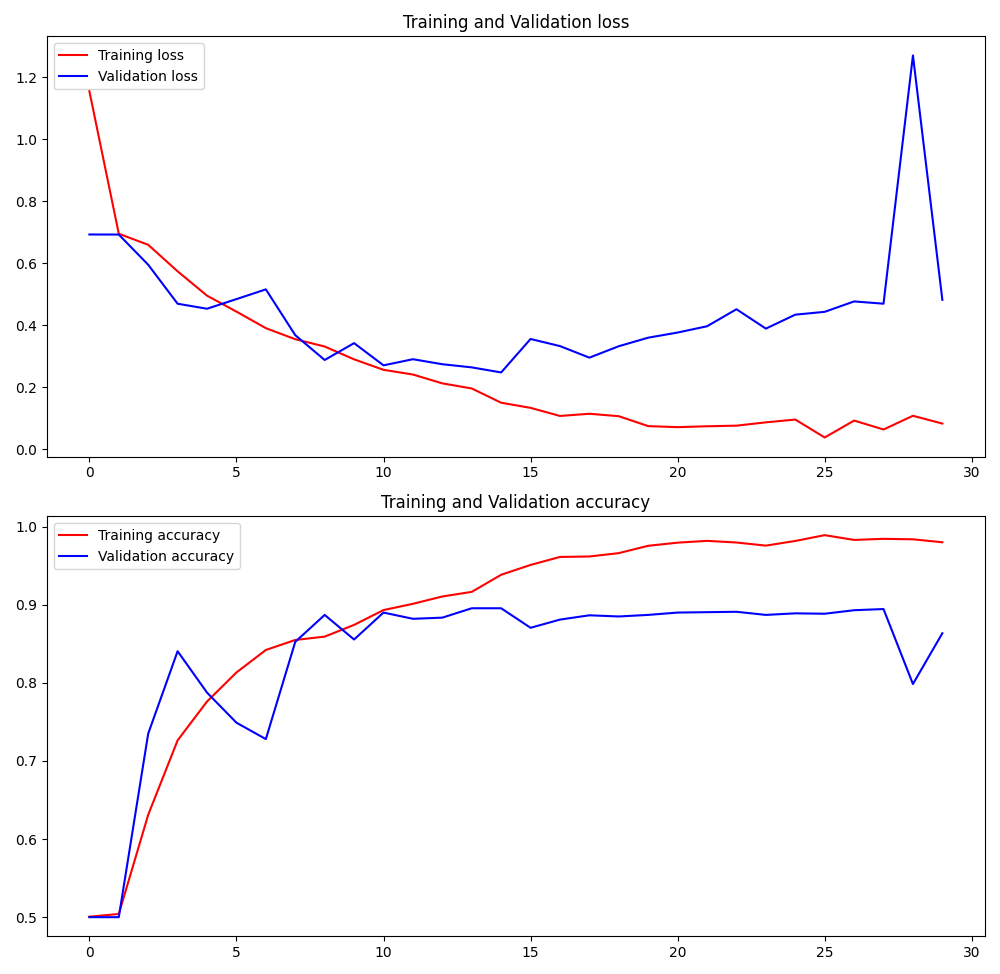 Training and Validation loss
Training loss
Validation loss
1.2
1.0
0.8
0.6
0.4
0.2
0.0
0 5 10 15 20 25 30
Training and Validation accuracy
Training accuracy
Validation accuracy
1.0
0.9
0.8
0.7
0.6
0.5
0 5 10 15 20 25 30